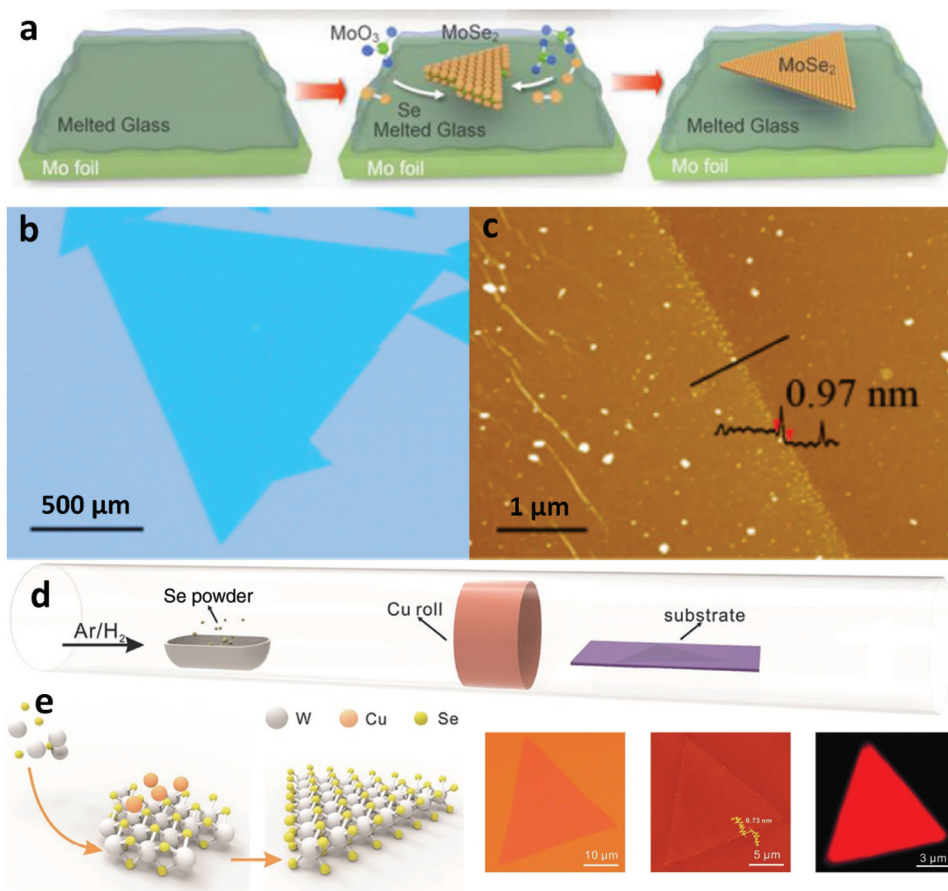 a
MoO₃
MoSe₂
Se
Melted Glass
Mo foil
Melted Glass
Mo foil
MoSe₂
Melted Glass
Mo foil
b
500 µm
c
0.97 nm
1 µm
d
Se powder
Ar/H₂
Cu roll
substrate
e
W
Cu
Se
10 µm
0.73 nm
5 µm
3 µm